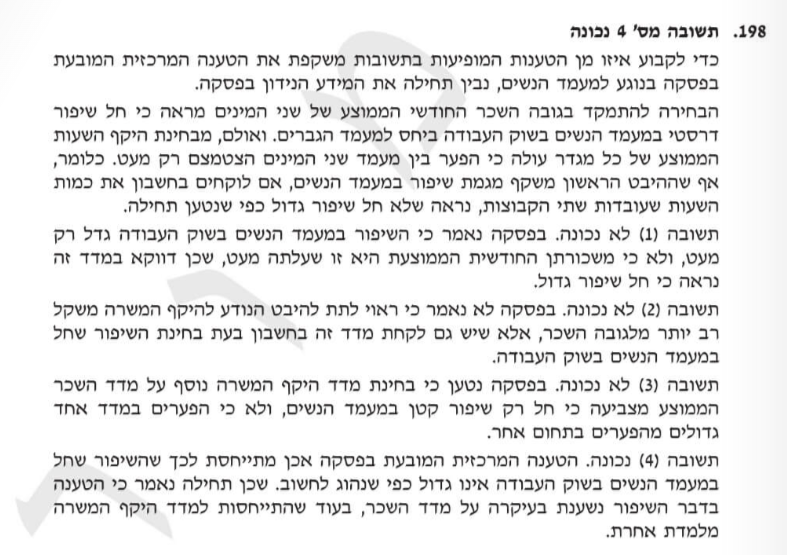 198. תשובה מס' 4 נכונה
כדי לקבוע איזו מן הטענות המופיעות בתשובות משקפת את הטענה המרכזית המובעת
בפסקה בנוגע למעמד הנשים, נבין תחילה את המידע הנידון בפסקה.
הבחירה להתמקד בגובה השכר החודשי הממוצע של שני המינים מראה כי חל שיפור
דרסטי במעמד הנשים בשוק העבודה ביחס למעמד הגברים. ואולם, מבחינת היקף השעות
הממוצע של כל מגדר עולה כי הפער בין מעמד שני המינים הצטמצם רק מעט. כלומר,
אף שההיבט הראשון משקף מגמת שיפור במעמד הנשים, אם לוקחים בחשבון את כמות
השעות שעובדות שתי הקבוצות, נראה שלא חל שיפור גדול כפי שנטען תחילה.
תשובה (1) לא נכונה. בפסקה נאמר כי השיפור במעמד הנשים בשוק העבודה גדל רק
מעט, ולא כי משכורתן החודשית הממוצעת היא זו שעלתה מעט, שכן דווקא במדד זה
נראה כי חל שיפור גדול.
תשובה (2) לא נכונה. בפסקה לא נאמר כי ראוי לתת להיבט הנודע להיקף המשרה משקל
רב יותר מלגובה השכר, אלא שיש גם לקחת מדד זה בחשבון בעת בחינת השיפור שחל
במעמד הנשים בשוק העבודה.
תשובה (3) לא נכונה. בפסקה נטען כי בחינת מדד היקף המשרה נוסף על מדד השכר
הממוצע מצביעה כי חל רק שיפור קטן במעמד הנשים, ולא כי הפערים במדד אחד
גדולים מהפערים בתחום אחר.
תשובה (4) נכונה. הטענה המרכזית המובעת בפסקה אכן מתייחסת לכך שהשיפור שחל
במעמד הנשים בשוק העבודה אינו גדול כפי שנהוג לחשוב. שכן תחילה נאמר כי הטענה
בדבר השיפור נשענת בעיקרה על מדד השכר, בעוד שהתייחסות למדד היקף המשרה
מלמדת אחרת.